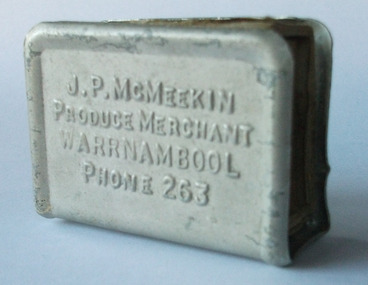 J.P. McMEEKIN
PRODUCE MERCHANT
WARRNAMBOOL
PHONE 263